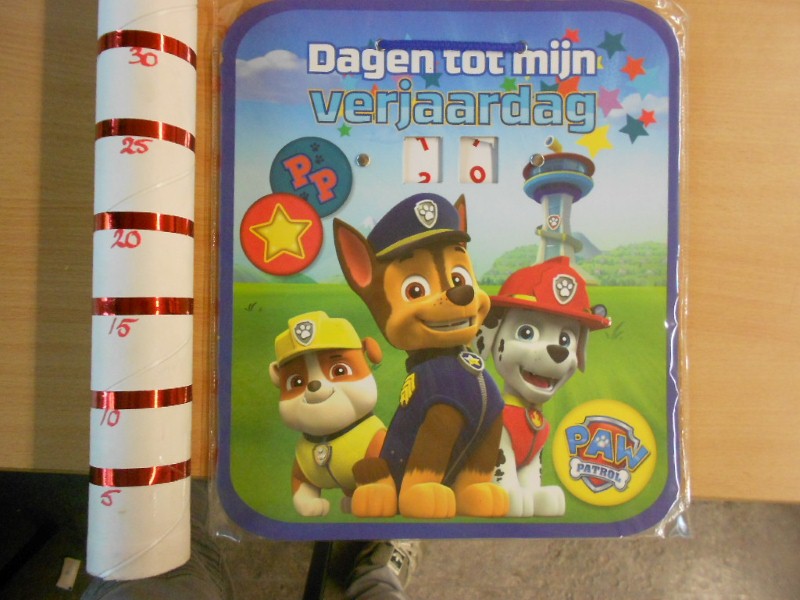 30
25
20
15
10
5
Dagen tot mijn
verjaardag
PP
PAW
PATROL